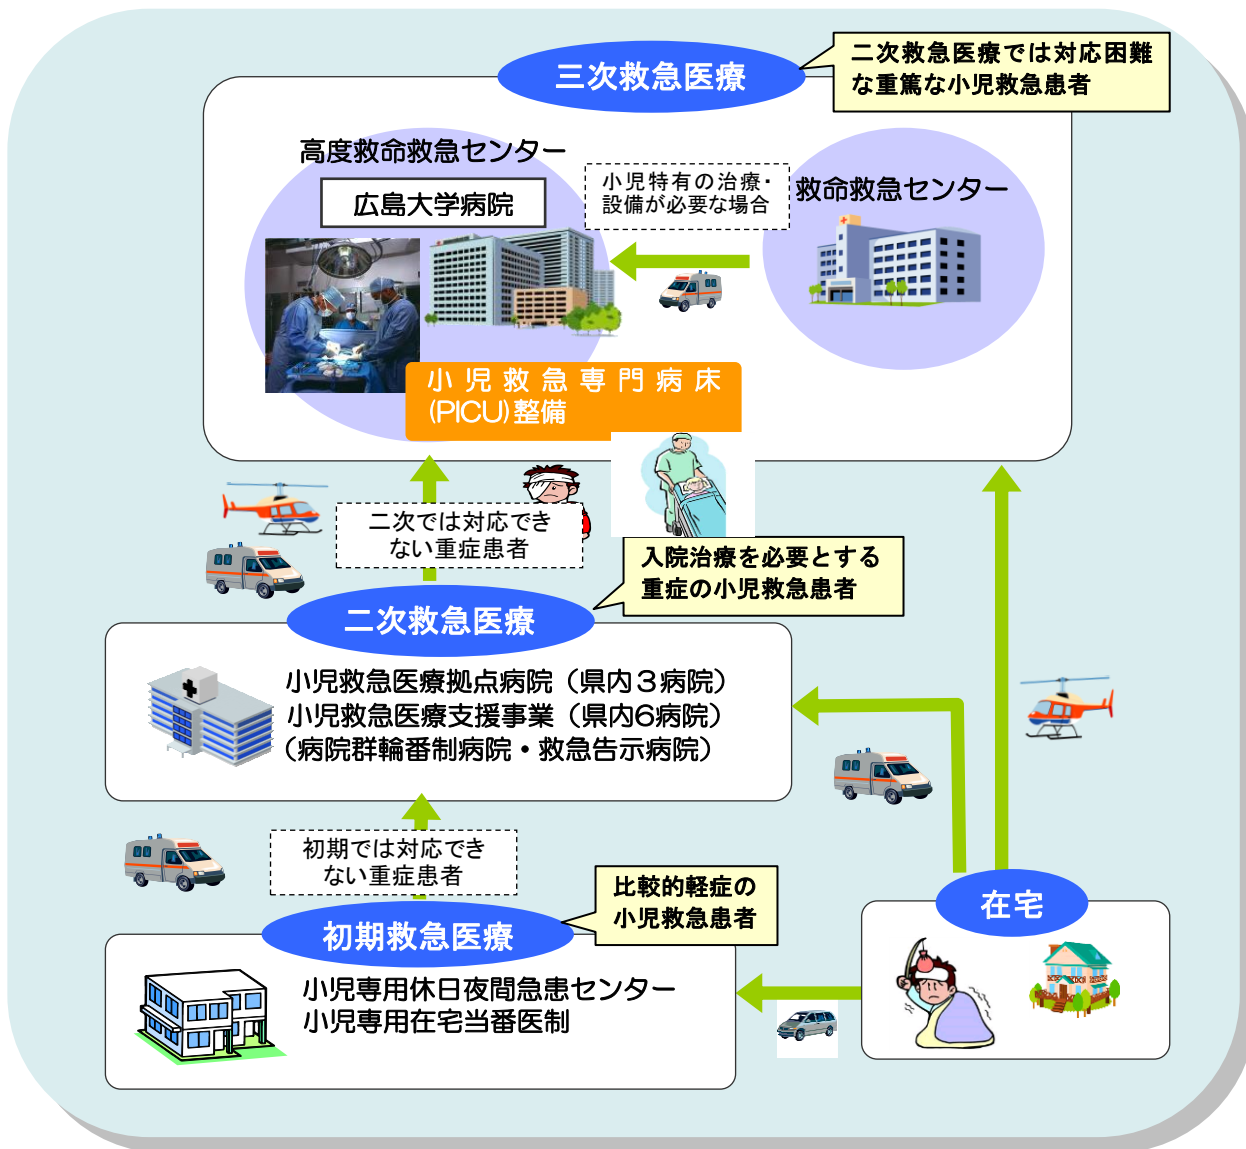 三次救急医療
二次救急医療では対応困難
な重篤な小児救急患者
高度救命救急センター
広島大学病院
小児特有の治療・
設備が必要な場合
救命救急センター
小児救急専門病床
(PICU)整備
二次では対応でき
ない重症患者
入院治療を必要とする
重症の小児救急患者
二次救急医療
小児救急医療拠点病院（県内３病院）
小児救急医療支援事業（県内6病院）
（病院群輪番制病院・救急告示病院）
初期では対応でき
ない重症患者
比較的軽症の
小児救急患者
初期救急医療
小児専用休日夜間急患センター
小児専用在宅当番医制
在宅